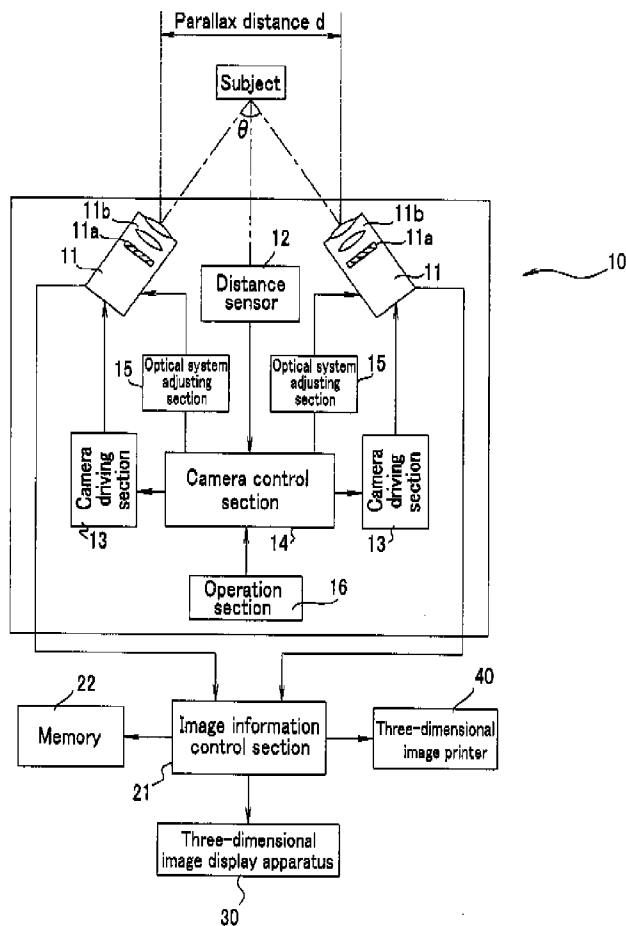 Parallax distance d
Subject
θ
11b
11a
11
12
Distance
sensor
11b
11a
11
10
15
Optical system
adjusting
section
Optical system
adjusting
section
15
Camera
driving
section
13
Camera control
section
14
Camera
driving
section
13
Operation
section
16
22
Memory
Image information
control section
21
40
Three-dimensional
image printer
Three-dimensional
image display apparatus
30